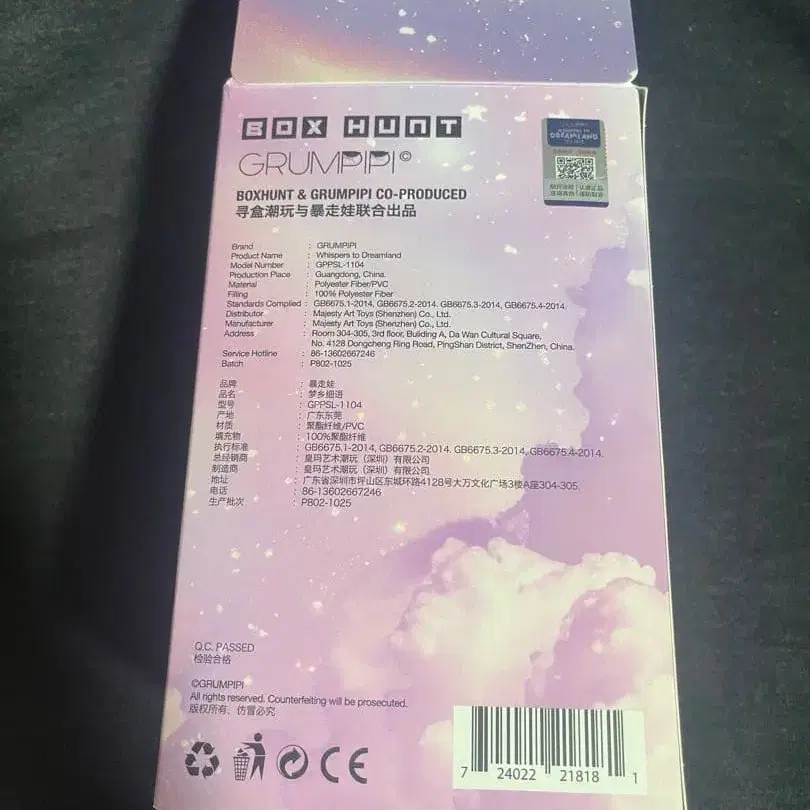 BOX HUNT
GRUMPIPI©
BOXHUNT & GRUMPIPI CO-PRODUCED
寻盒潮玩与暴走娃联合出品
Brand : GRUMPIPI
Product Name : Whispers to Dreamland
Model Number : GPPSL-1104
Production Place : Guangdong, China.
Material : Polyester Fiber/PVC
Filling : 100% Polyester Fiber
Standards Complied : GB6675.1-2014, GB6675.2-2014. GB6675.3-2014, GB6675.4-2014.
Distributor : Majesty Art Toys (Shenzhen) Co., Ltd.
Manufacturer : Majesty Art Toys (Shenzhen) Co., Ltd.
Address : Room 304-305, 3rd floor, Building A, Da Wan Cultural Square,
No. 4128 Dongcheng Ring Road, PingShan District, ShenZhen, China.
Service Hotline : 86-13602667246
Batch : P802-1025
品牌 : 暴走娃
品名 : 梦乡细语
型号 : GPPSL-1104
产地 : 广东东莞
材质 : 聚酯纤维/PVC
填充物 : 100%聚酯纤维
执行标准 : GB6675.1-2014, GB6675.2-2014. GB6675.3-2014, GB6675.4-2014.
总经销商 : 皇玛艺术潮玩（深圳）有限公司
制造商 : 皇玛艺术潮玩（深圳）有限公司
地址 : 广东省深圳市坪山区东城环路4128号大万文化广场3楼A座304-305.
电话 : 86-13602667246
生产批次 : P802-1025
Q.C. PASSED
检验合格
©GRUMPIPI
All rights reserved. Counterfeiting will be prosecuted.
版权所有，仿冒必究
CE
7 24022 21818 1